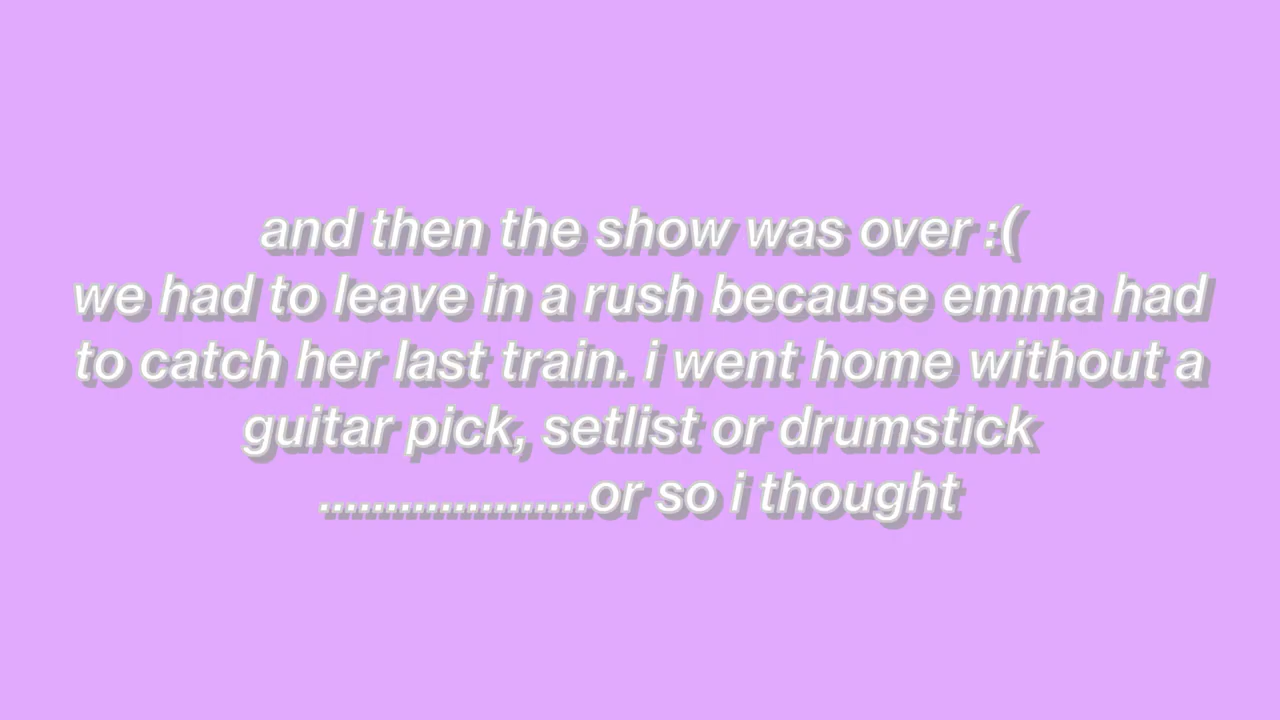 and then the show was over :(
we had to leave in a rush because emma had
to catch her last train. i went home without a
guitar pick, setlist or drumstick
....................or so i thought